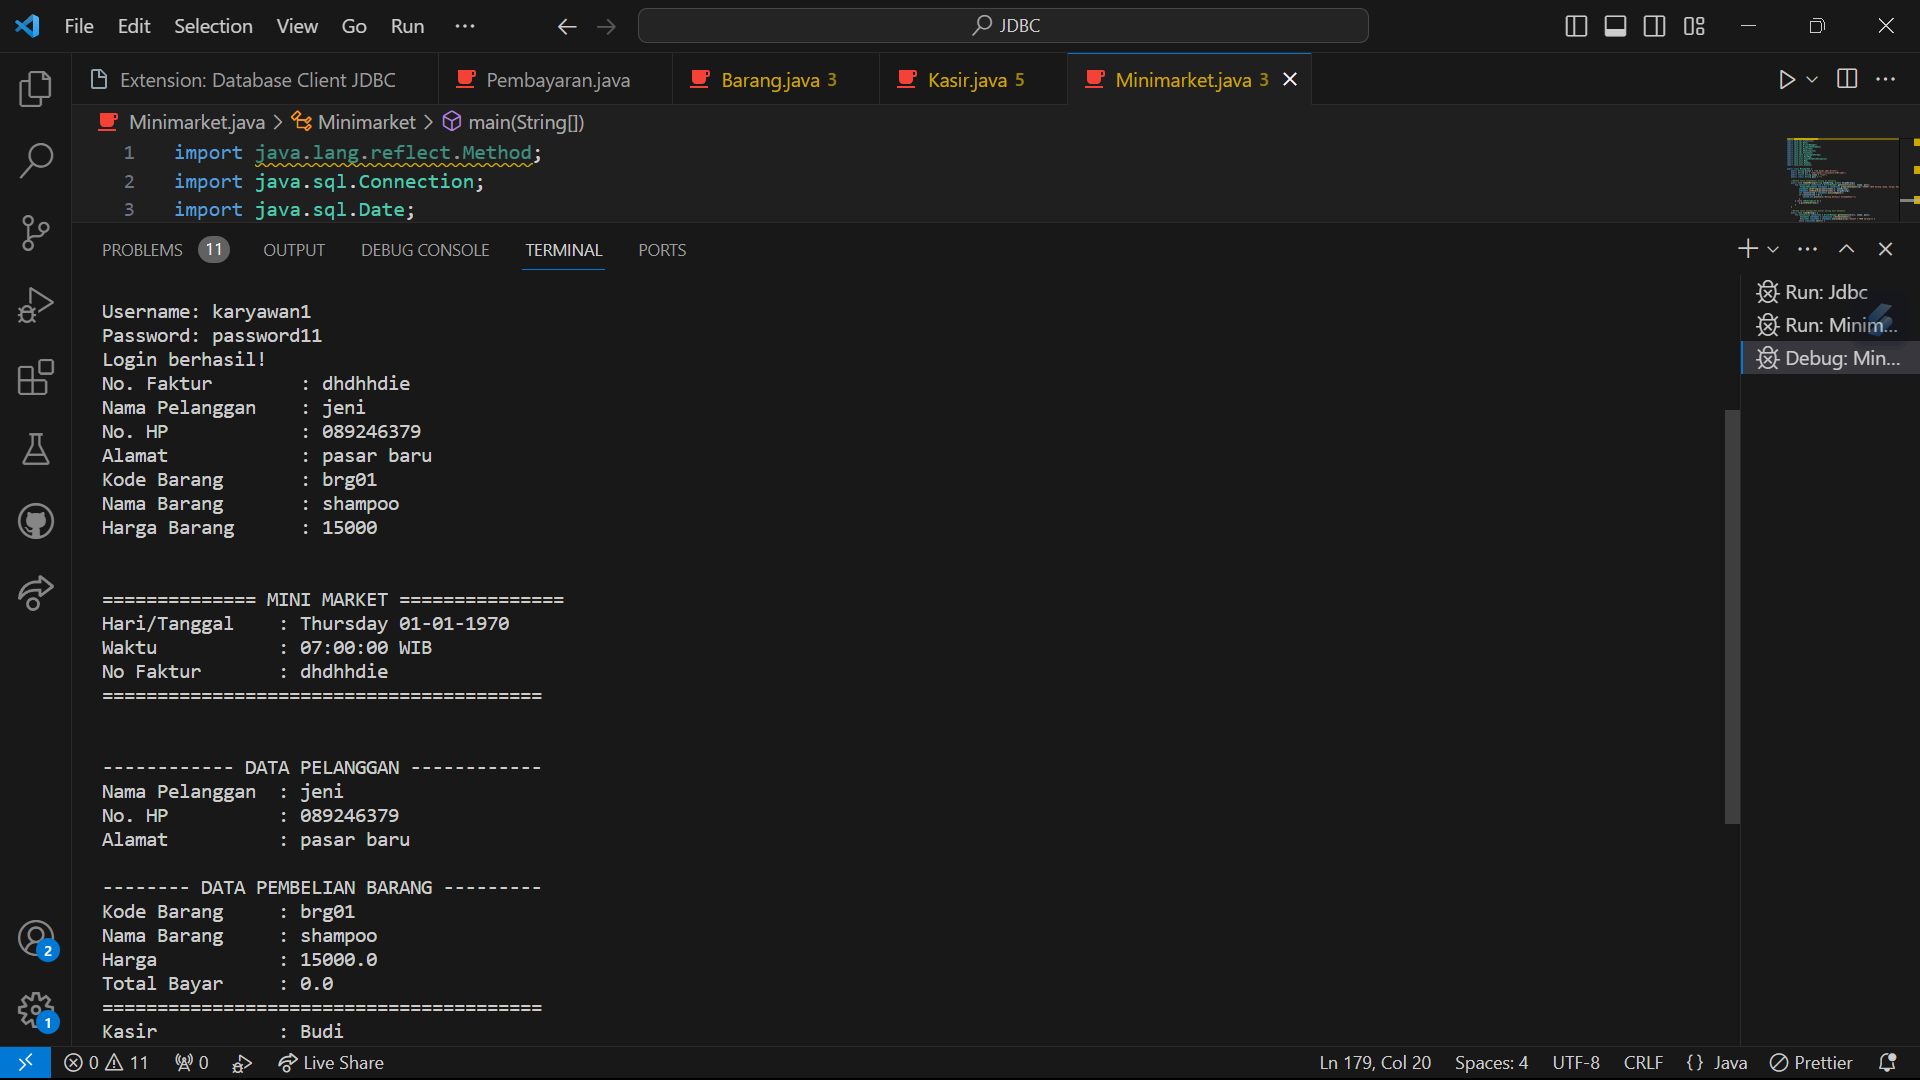 File Edit Selection View Go Run ··· JDBC
Extension: Database Client JDBC Pembayaran.java Barang.java 3 Kasir.java 5 Minimarket.java 3
Minimarket.java > Minimarket > main(String[])
1 import java.lang.reflect.Method;
2 import java.sql.Connection;
3 import java.sql.Date;
PROBLEMS 11 OUTPUT DEBUG CONSOLE TERMINAL PORTS
Username: karyawan1
Password: password11
Login berhasil!
No. Faktur : dhdhhdie
Nama Pelanggan : jeni
No. HP : 089246379
Alamat : pasar baru
Kode Barang : brg01
Nama Barang : shampoo
Harga Barang : 15000
============== MINI MARKET ===============
Hari/Tanggal : Thursday 01-01-1970
Waktu : 07:00:00 WIB
No Faktur : dhdhhdie
========================================
------------ DATA PELANGGAN ------------
Nama Pelanggan : jeni
No. HP : 089246379
Alamat : pasar baru
-------- DATA PEMBELIAN BARANG ---------
Kode Barang : brg01
Nama Barang : shampoo
Harga : 15000.0
Total Bayar : 0.0
========================================
Kasir : Budi
Run: Jdbc
Run: Minim...
Debug: Min...
2
1
0 11 0 Live Share Ln 179, Col 20 Spaces: 4 UTF-8 CRLF {} Java Prettier